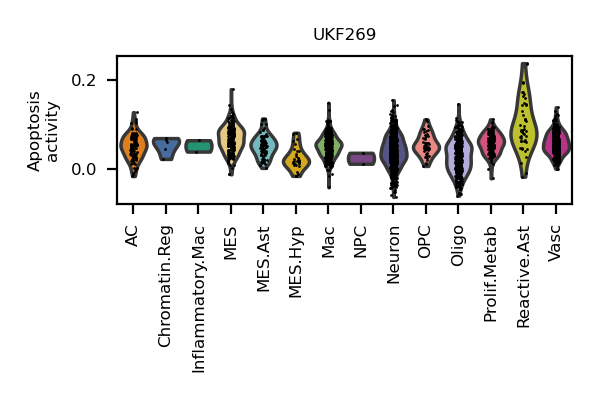 UKF269
Apoptosis
activity
0.2
0.0
AC
Chromatin.Reg
Inflammatory.Mac
MES
MES.Ast
MES.Hyp
Mac
NPC
Neuron
OPC
Oligo
Prolif.Metab
Reactive.Ast
Vasc